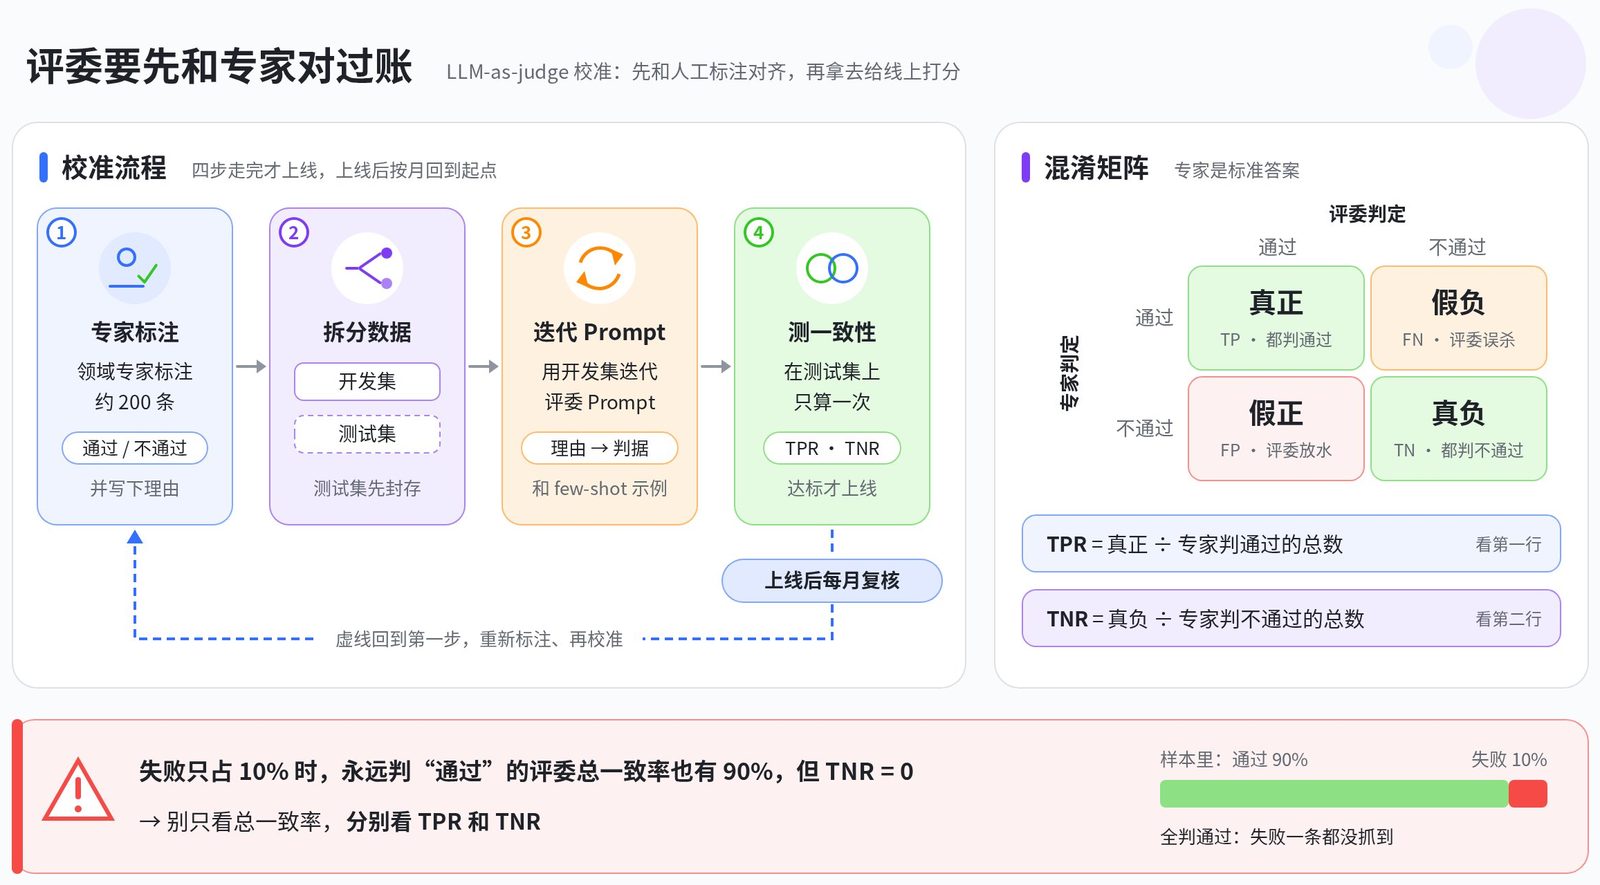 评委要先和专家对过账
LLM-as-judge 校准：先和人工标注对齐，再拿去给线上打分
校准流程
四步走完才上线，上线后按月回到起点
1
专家标注
领域专家标注
约 200 条
通过 / 不通过
并写下理由
2
拆分数据
开发集
测试集
测试集先封存
3
迭代 Prompt
用开发集迭代
评委 Prompt
理由 → 判据
和 few-shot 示例
4
测一致性
在测试集上
只算一次
TPR · TNR
达标才上线
上线后每月复核
虚线回到第一步，重新标注、再校准
混淆矩阵
专家是标准答案
评委判定
通过
不通过
专家判定
通过
真正
TP · 都判通过
假负
FN · 评委误杀
不通过
假正
FP · 评委放水
真负
TN · 都判不通过
TPR = 真正 ÷ 专家判通过的总数
看第一行
TNR = 真负 ÷ 专家判不通过的总数
看第二行
失败只占 10% 时，永远判“通过”的评委总一致率也有 90%，但 TNR = 0
→ 别只看总一致率，分别看 TPR 和 TNR
样本里：通过 90%
失败 10%
全判通过：失败一条都没抓到